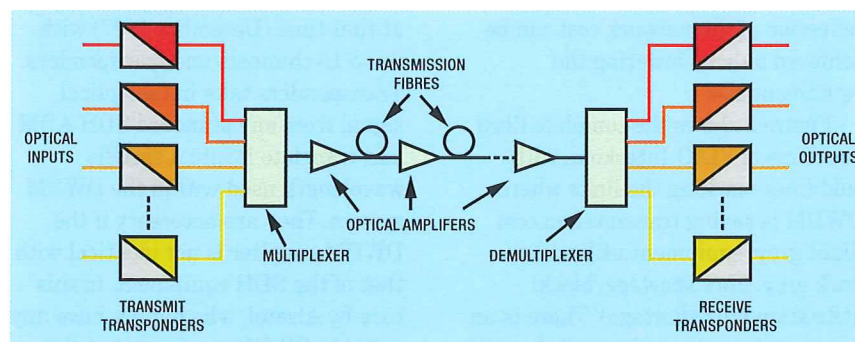 TRANSMISSION
FIBRES
OPTICAL
INPUTS
OPTICAL
OUTPUTS
OPTICAL AMPLIFERS
MULTIPLEXER
DEMULTIPLEXER
TRANSMIT
TRANSPONDERS
RECEIVE
TRANSPONDERS